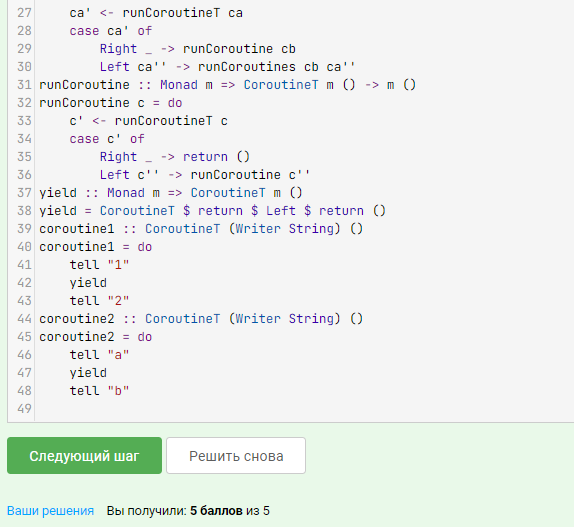 27 ca' <- runCoroutineT ca
28 case ca' of
29 Right _ -> runCoroutine cb
30 Left ca'' -> runCoroutines cb ca''
31 runCoroutine :: Monad m => CoroutineT m () -> m ()
32 runCoroutine c = do
33 c' <- runCoroutineT c
34 case c' of
35 Right _ -> return ()
36 Left c'' -> runCoroutine c''
37 yield :: Monad m => CoroutineT m ()
38 yield = CoroutineT $ return $ Left $ return ()
39 coroutine1 :: CoroutineT (Writer String) ()
40 coroutine1 = do
41 tell "1"
42 yield
43 tell "2"
44 coroutine2 :: CoroutineT (Writer String) ()
45 coroutine2 = do
46 tell "a"
47 yield
48 tell "b"
49
Следующий шаг Решить снова
Ваши решения Вы получили: 5 баллов из 5